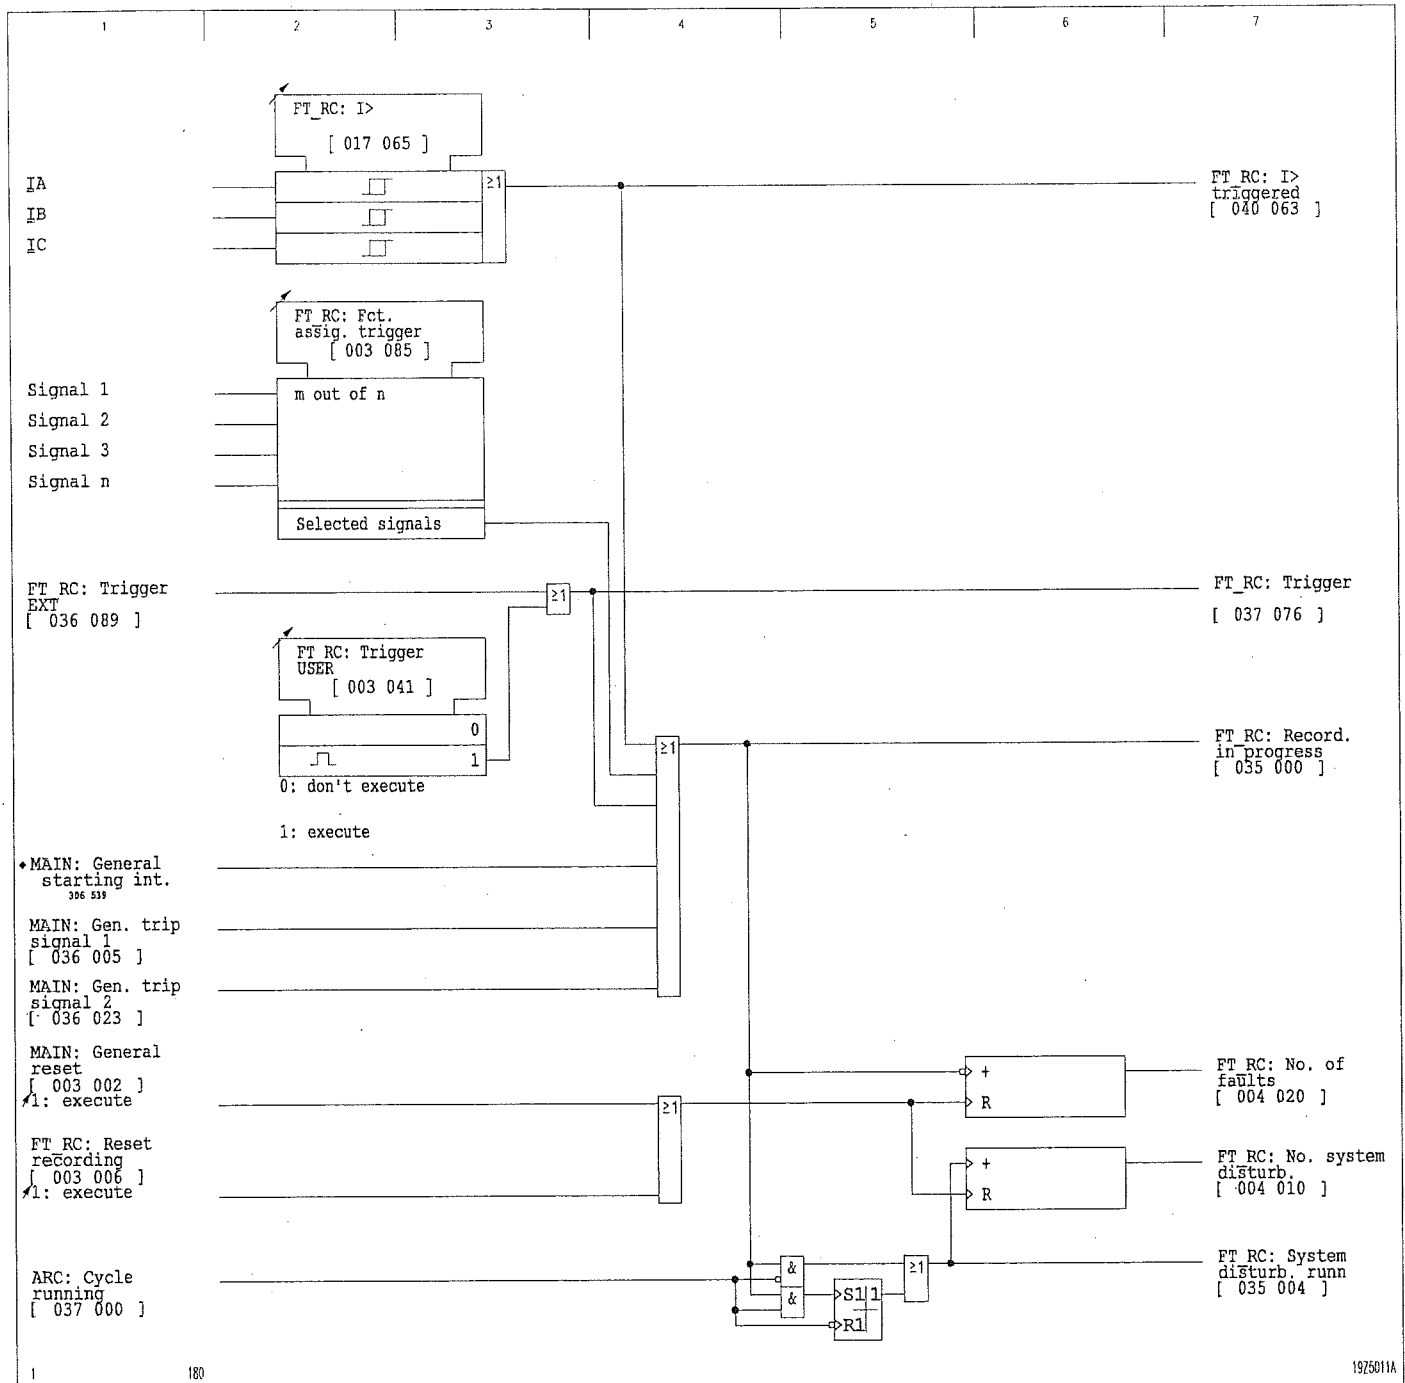 1 2 3 4 5 6 7
FT_RC: I>
[ 017 065 ]
IA
IB
IC
≥1
FT_RC: I>
triggered
[ 040 063 ]
FT_RC: Fct.
assig. trigger
[ 003 085 ]
Signal 1
Signal 2
Signal 3
Signal n
m out of n
Selected signals
FT_RC: Trigger
EXT
[ 036 089 ]
≥1
FT_RC: Trigger
[ 037 076 ]
FT_RC: Trigger
USER
[ 003 041 ]
0
1
0: don't execute
1: execute
≥1
FT_RC: Record.
in progress
[ 035 000 ]
MAIN: General
starting int.
306 539
MAIN: Gen. trip
signal 1
[ 036 005 ]
MAIN: Gen. trip
signal 2
[ 036 023 ]
MAIN: General
reset
[ 003 002 ]
1: execute
FT_RC: Reset
recording
[ 003 006 ]
1: execute
≥1
+
R
FT_RC: No. of
faults
[ 004 020 ]
+
R
FT_RC: No. system
disturb.
[ 004 010 ]
ARC: Cycle
running
[ 037 000 ]
&
&
S1 1
R1
≥1
FT_RC: System
disturb. runn
[ 035 004 ]
1 180 19Z5011A